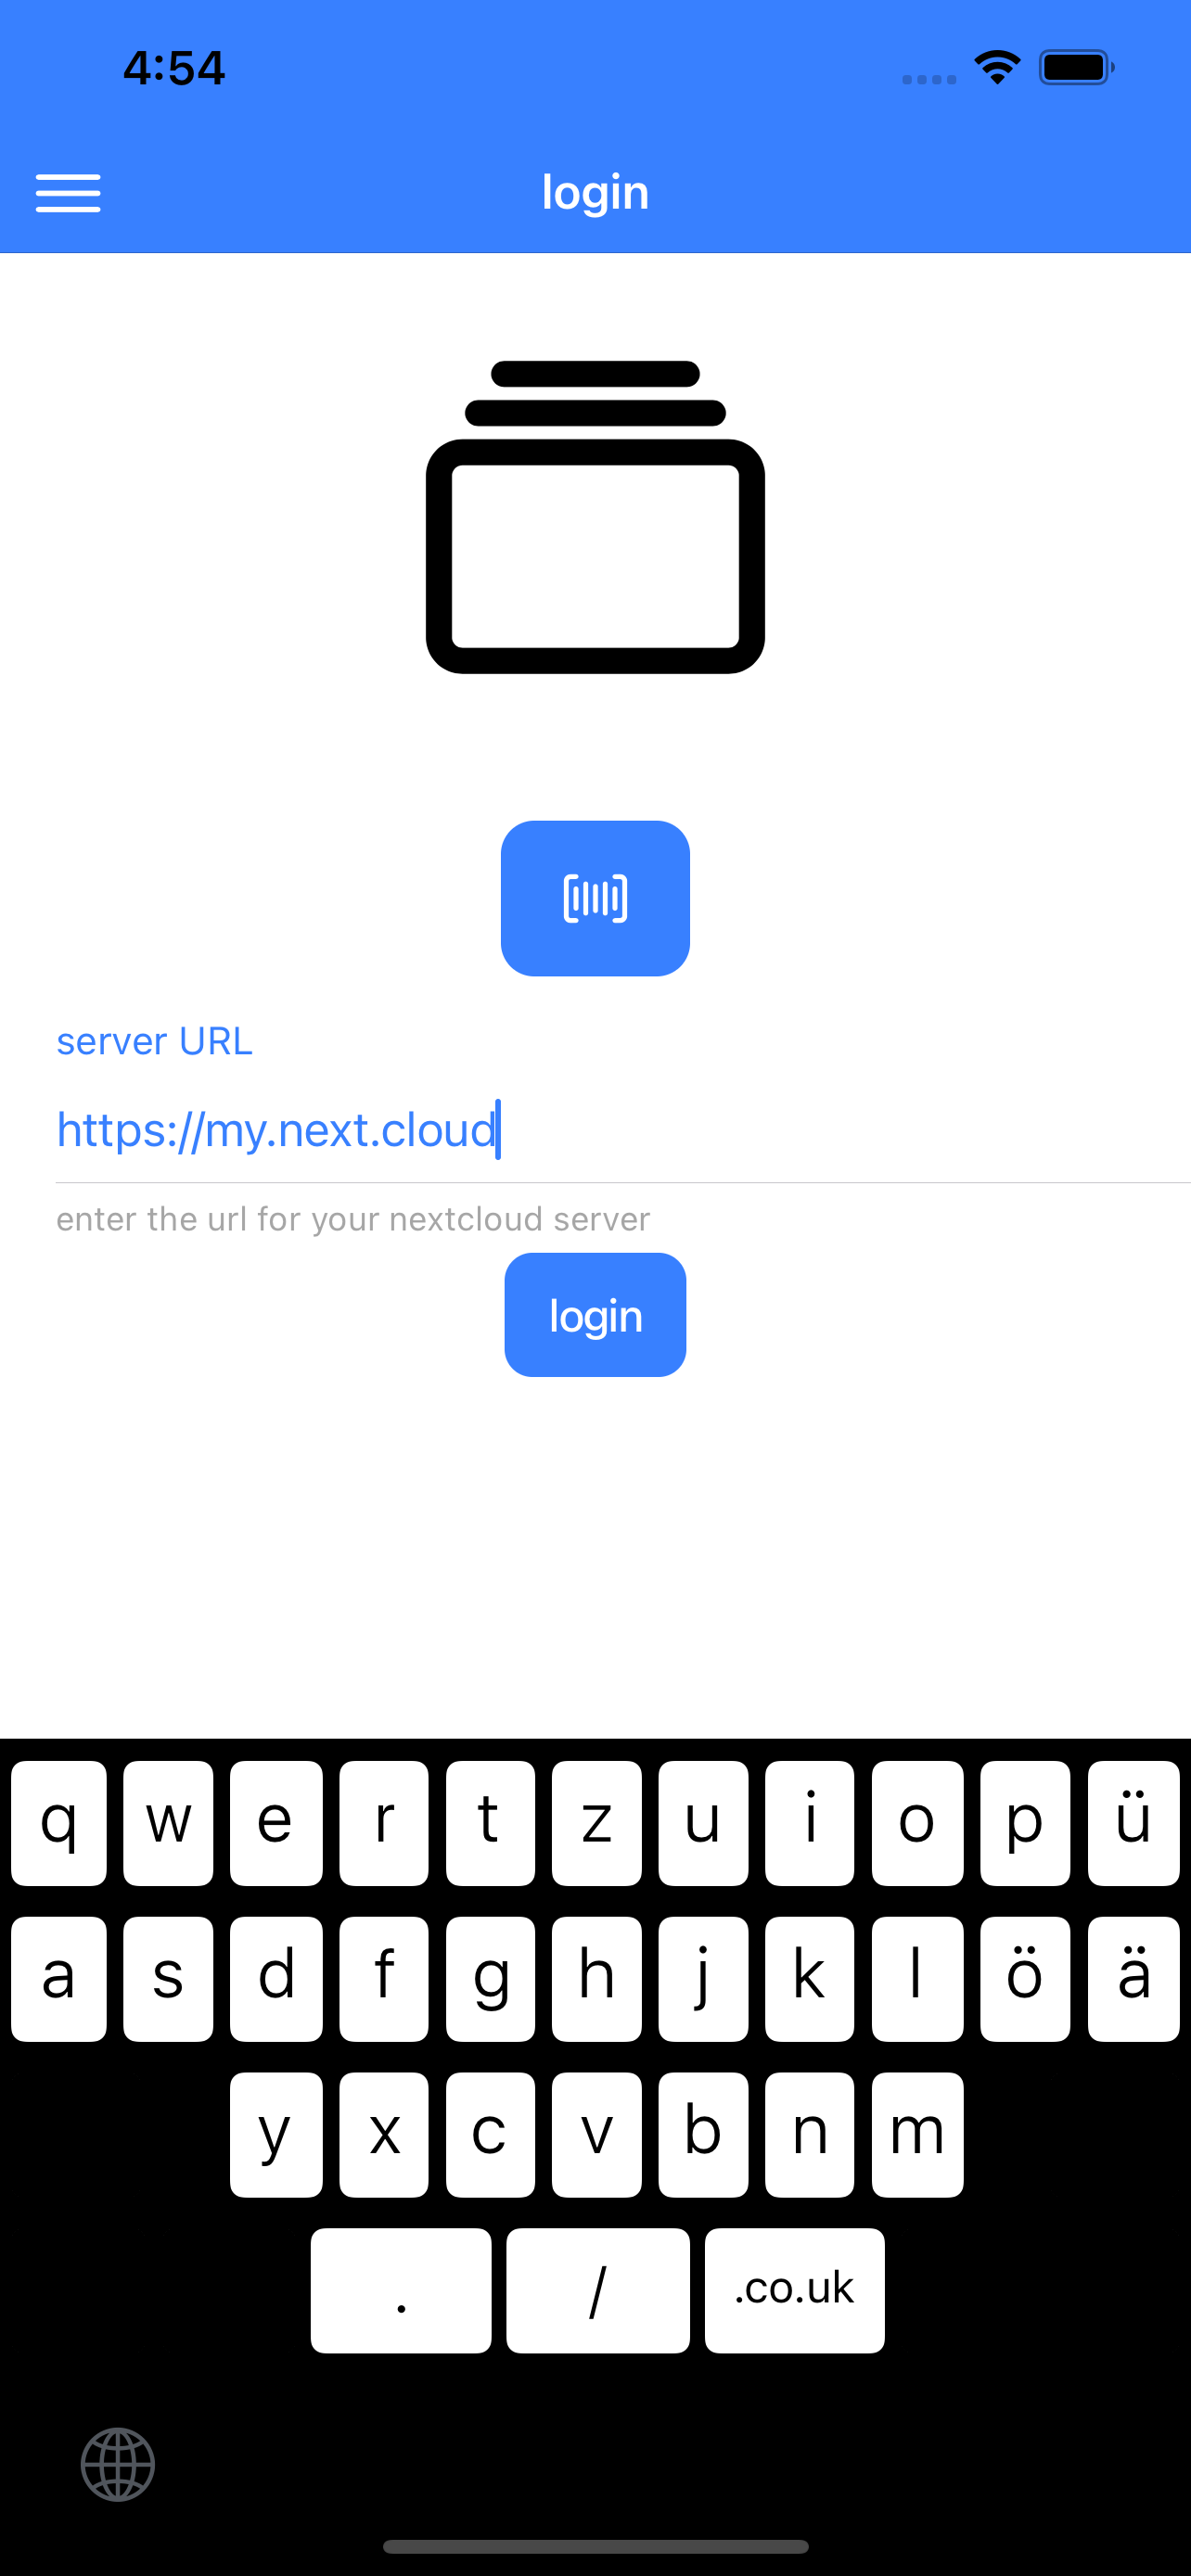 4:54
login
server URL
https://my.next.cloud
enter the url for your nextcloud server
login
q w e r t z u i o p ü
a s d f g h j k l ö ä
y x c v b n m
. / .co.uk